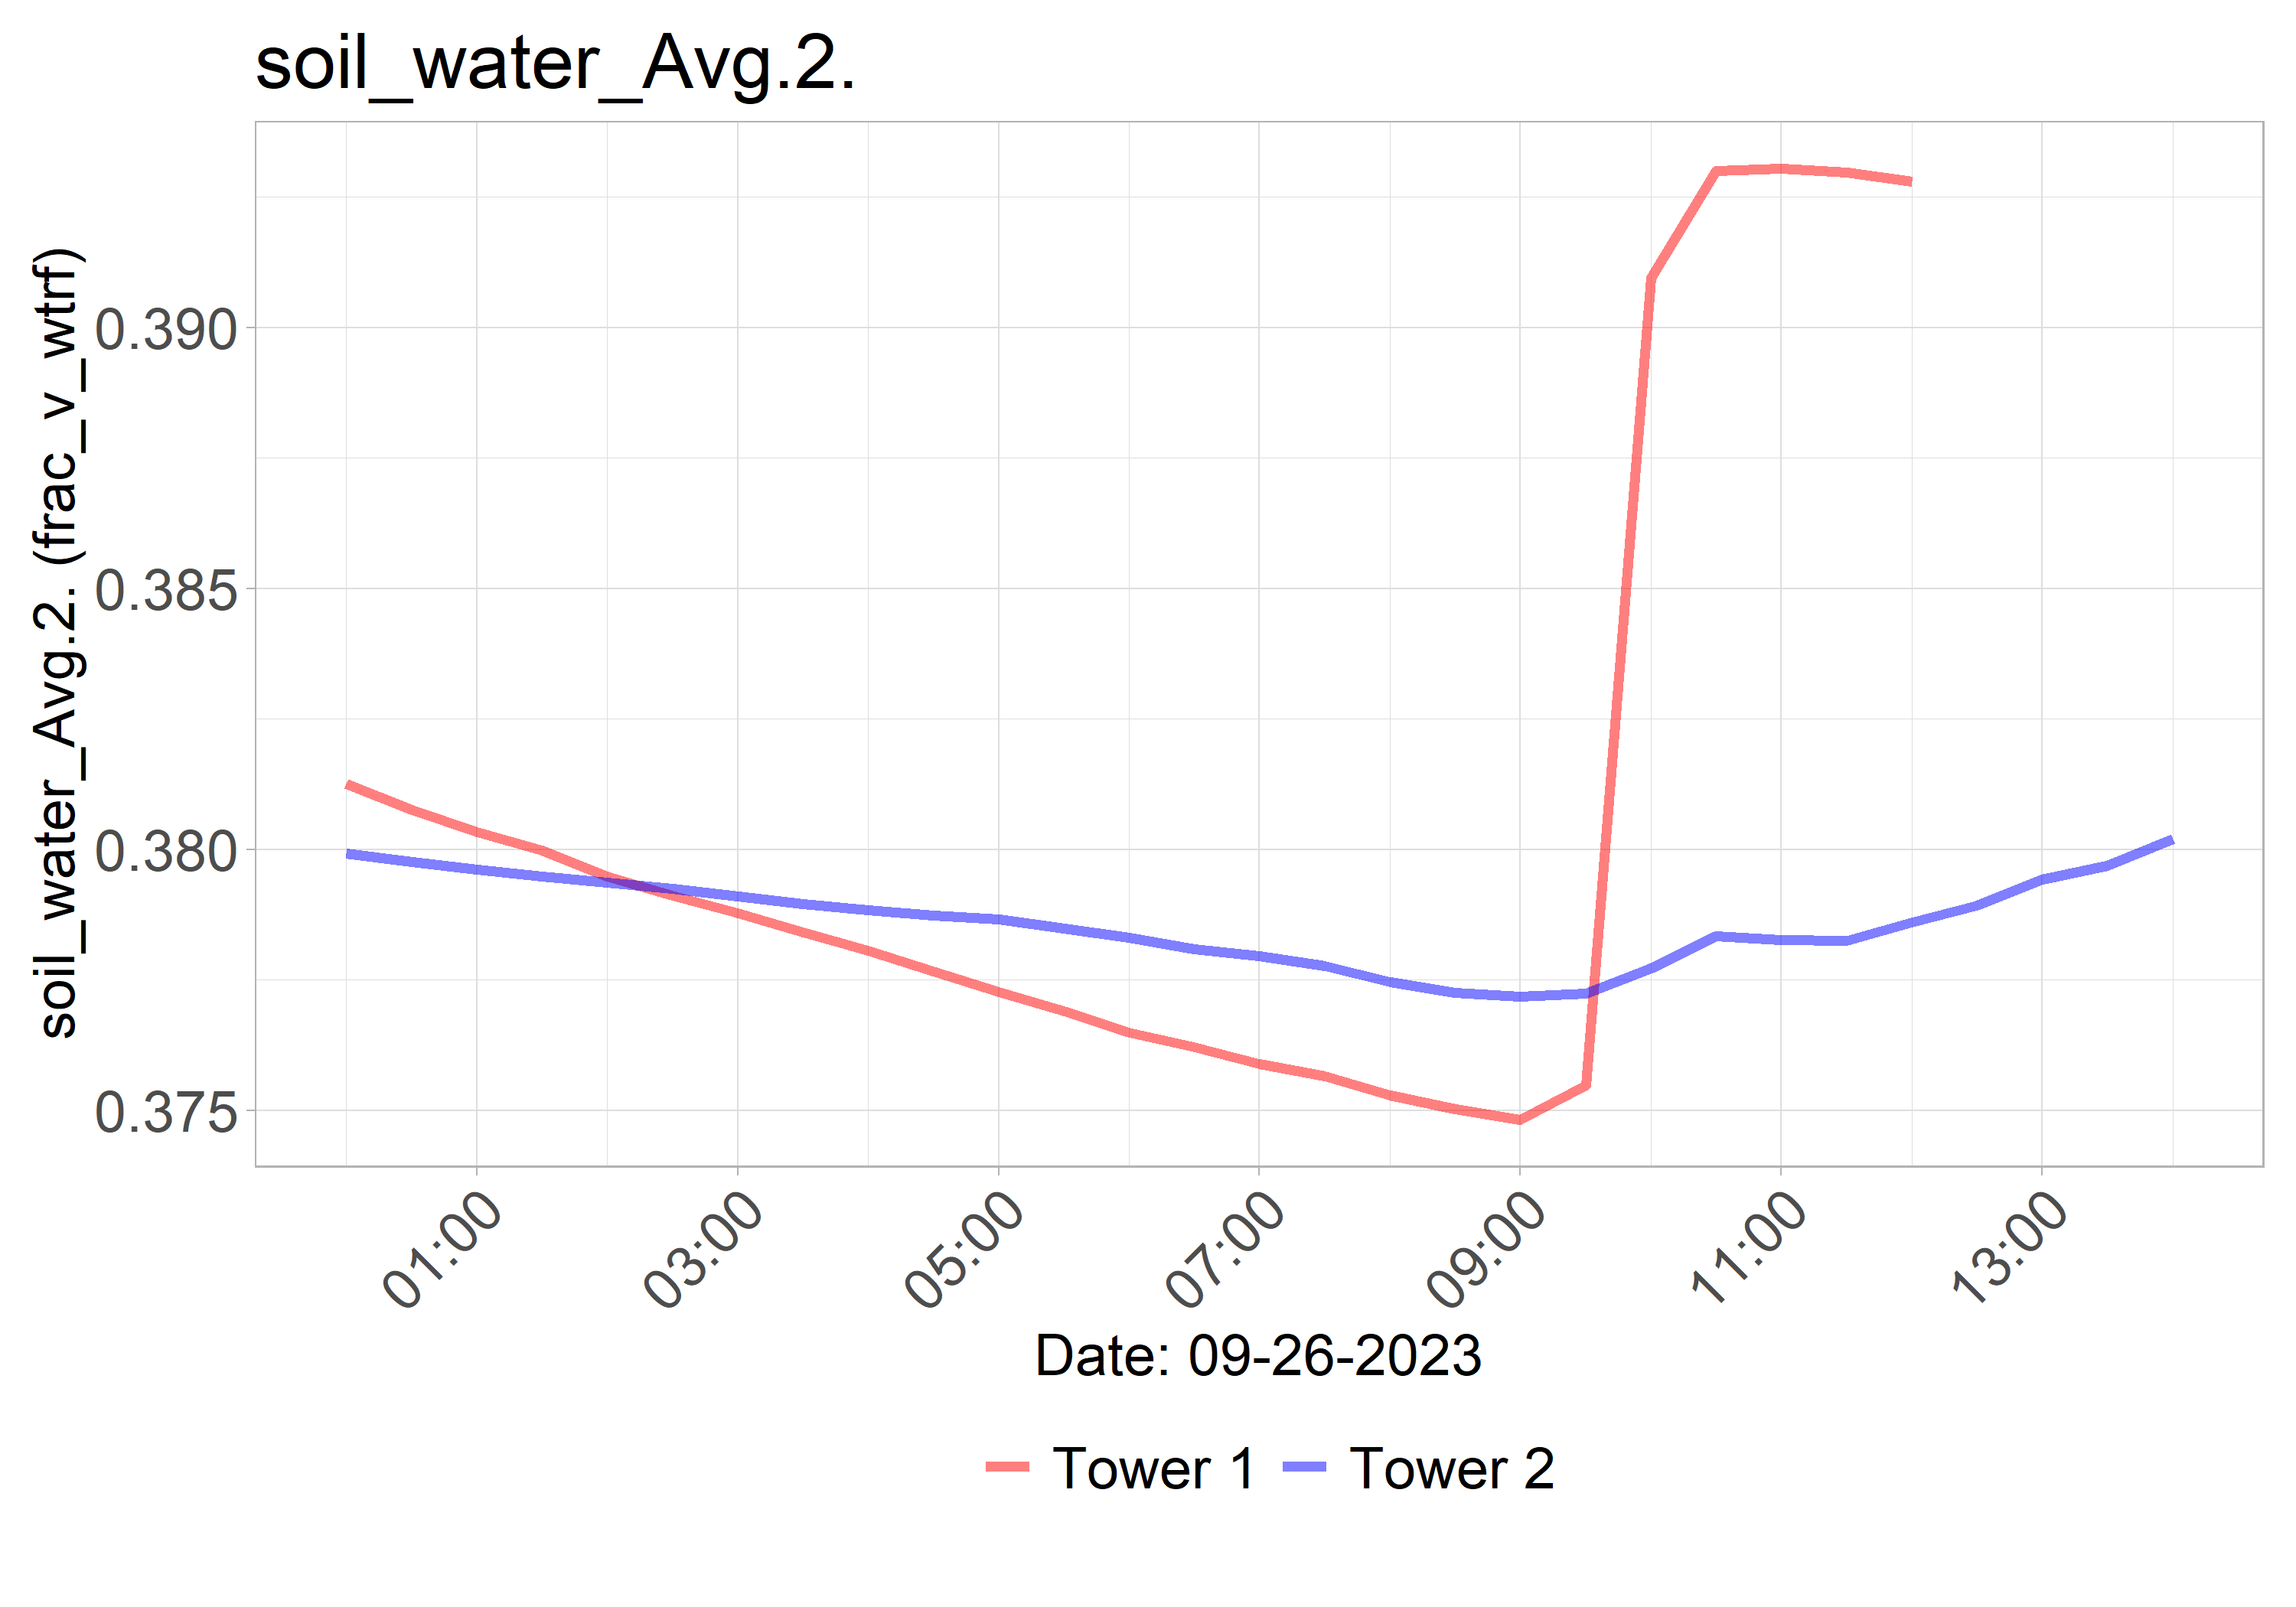 soil_water_Avg.2.
soil_water_Avg.2. (frac_v_wtrf)
0.390
0.385
0.380
0.375
01:00
03:00
05:00
07:00
09:00
11:00
13:00
Date: 09-26-2023
Tower 1
Tower 2